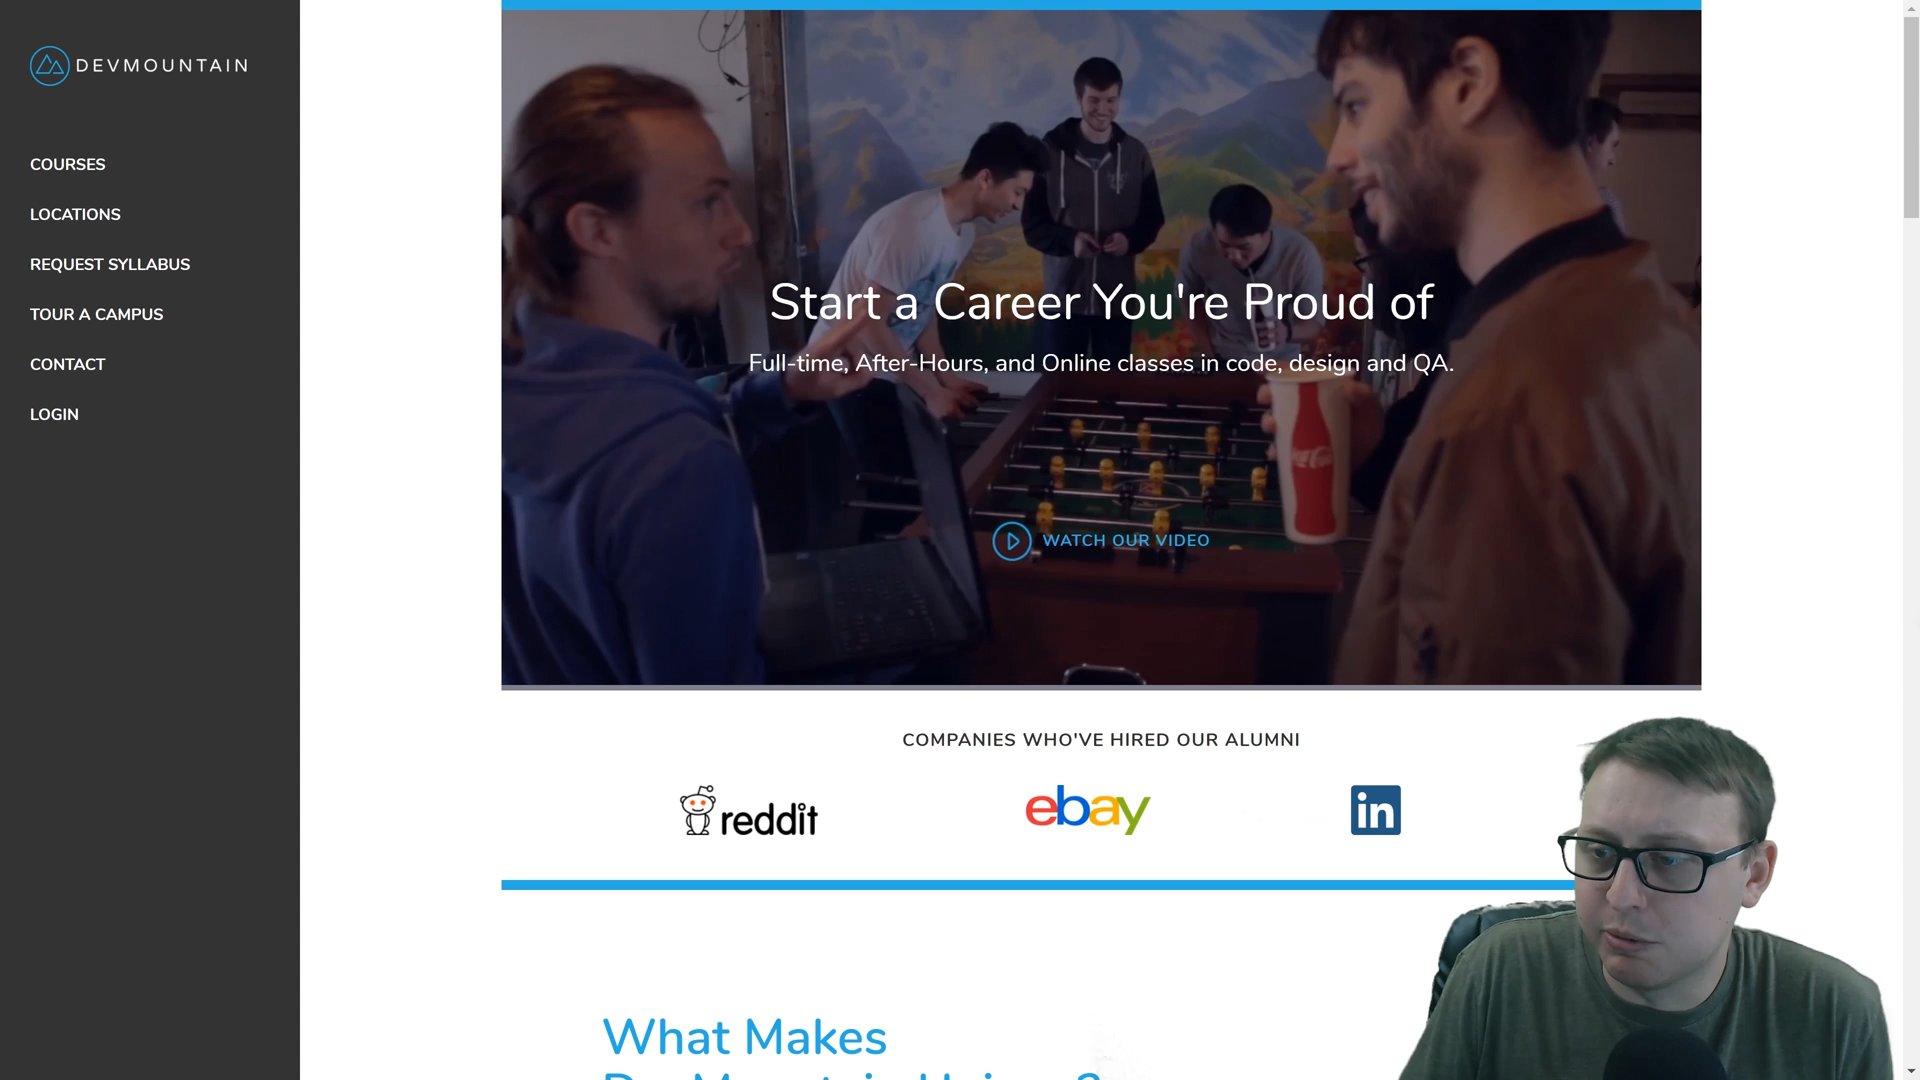 DEVMOUNTAIN
COURSES
LOCATIONS
REQUEST SYLLABUS
TOUR A CAMPUS
CONTACT
LOGIN
Start a Career You're Proud of
Full-time, After-Hours, and Online classes in code, design and QA.
WATCH OUR VIDEO
COMPANIES WHO'VE HIRED OUR ALUMNI
reddit
ebay
in
What Makes